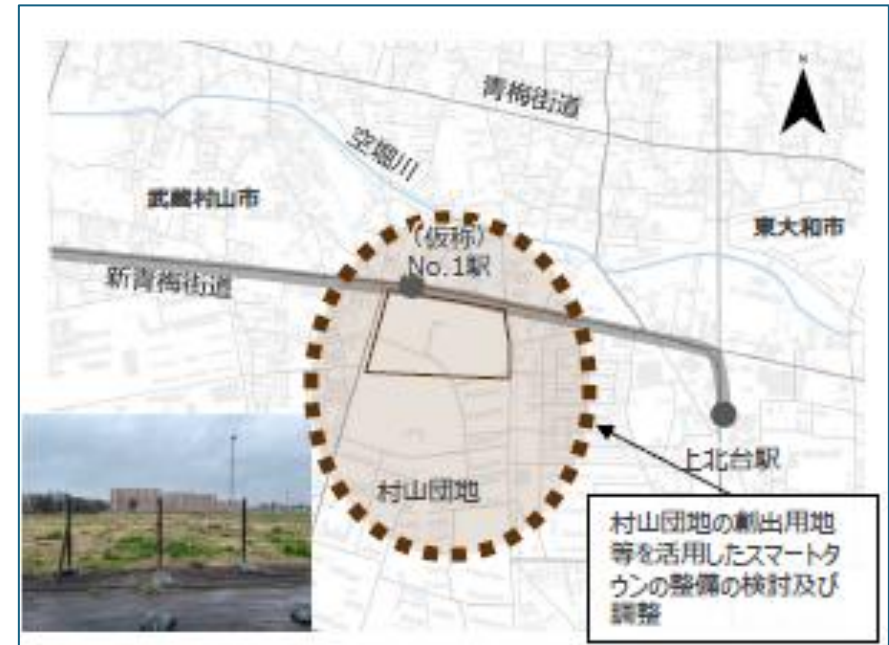 N
青梅街道
空堀川
武蔵村山市
東大和市
(仮称)
No.1駅
新青梅街道
上北台駅
村山団地
村山団地の創出用地
等を活用したスマートタ
ウンの整備の検討及び
調整